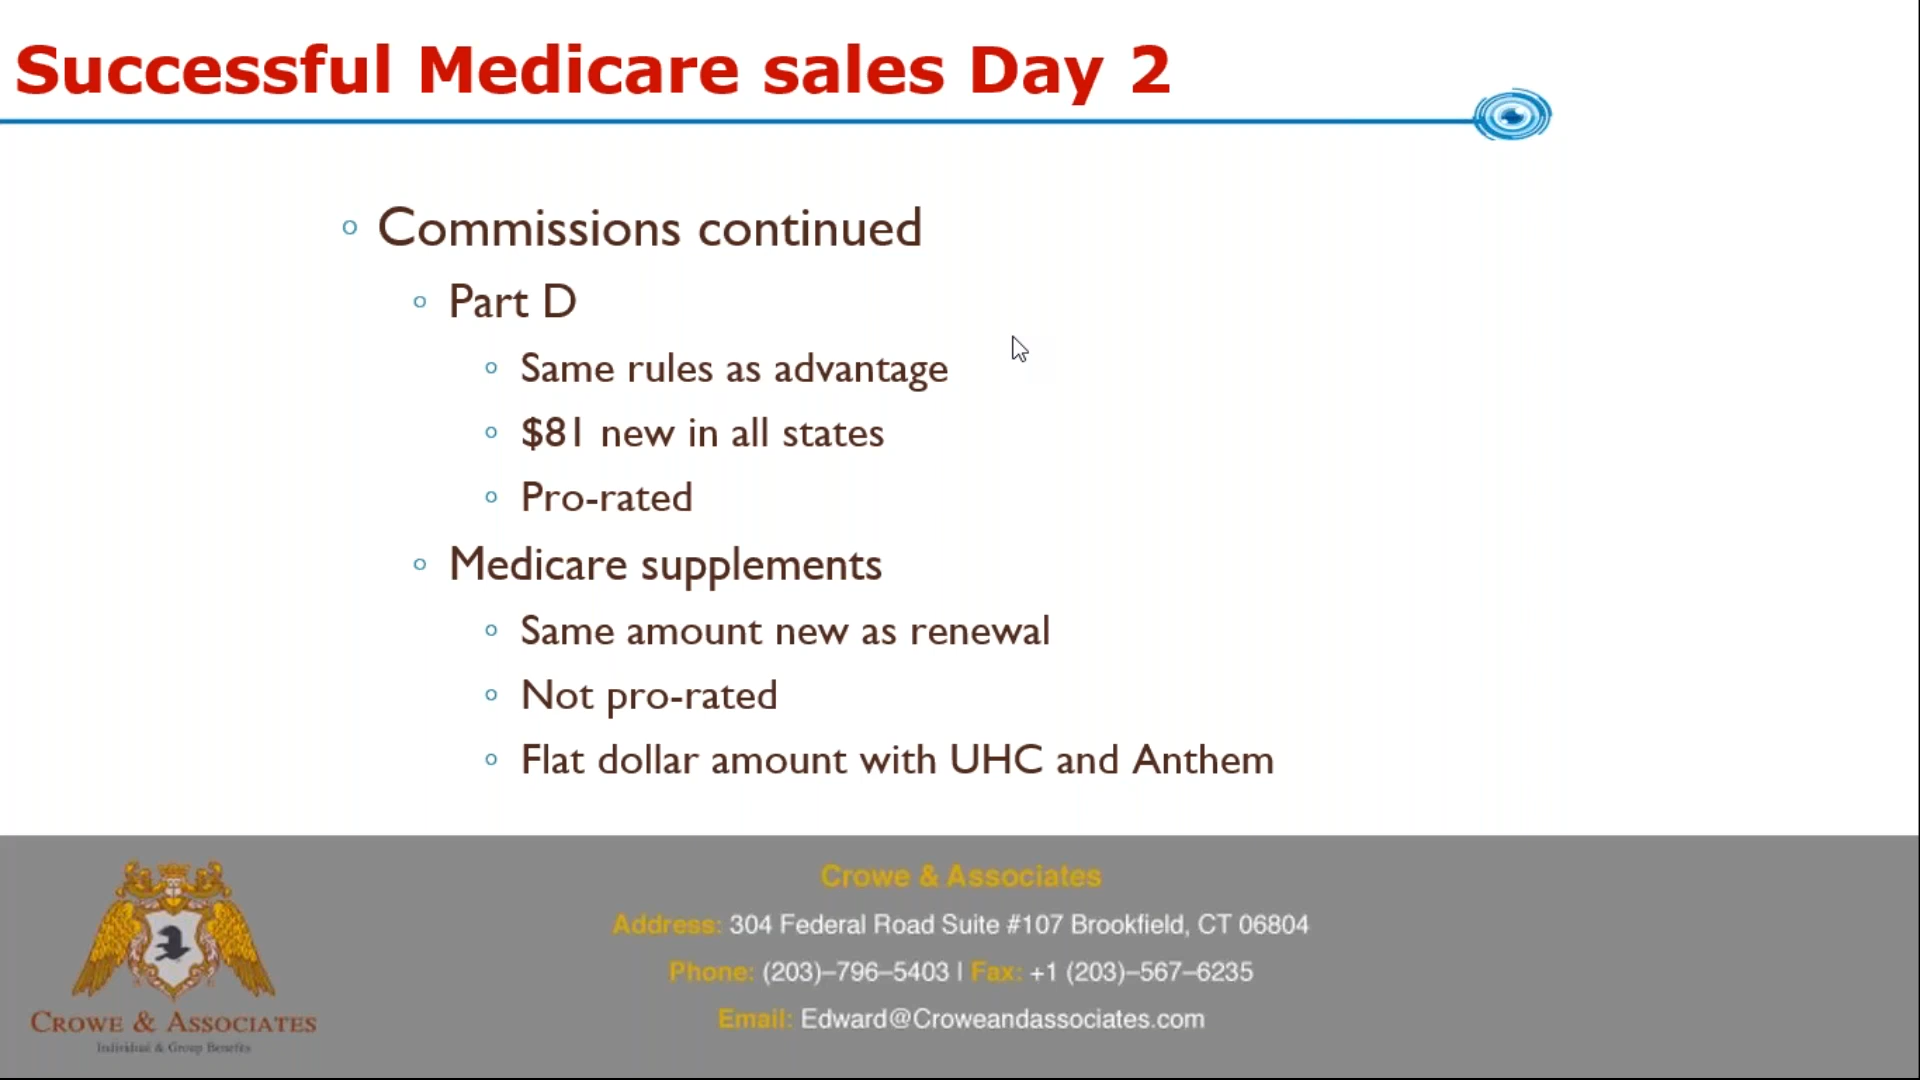 Successful Medicare sales Day 2
Commissions continued
Part D
Same rules as advantage
$81 new in all states
Pro-rated
Medicare supplements
Same amount new as renewal
Not pro-rated
Flat dollar amount with UHC and Anthem
Crowe & Associates
Address: 304 Federal Road Suite #107 Brookfield, CT 06804
Phone: (203)–796–5403 | Fax: +1 (203)–567–6235
Email: Edward@Croweandassociates.com
Crowe & Associates
Individual & Group Benefits